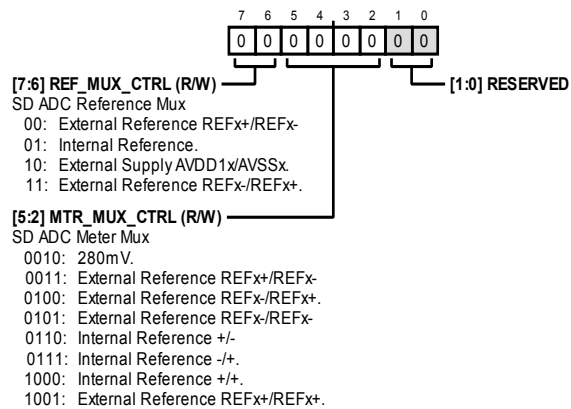 7 6 5 4 3 2 1 0
0 0 0 0 0 0 0 0
[7:6] REF_MUX_CTRL (R/W)
[1:0] RESERVED
SD ADC Reference Mux
00: External Reference REFx+/REFx-
01: Internal Reference.
10: External Supply AVDD1x/AVSSx.
11: External Reference REFx-/REFx+.
[5:2] MTR_MUX_CTRL (R/W)
SD ADC Meter Mux
0010: 280mV.
0011: External Reference REFx+/REFx-
0100: External Reference REFx-/REFx+.
0101: External Reference REFx-/REFx-
0110: Internal Reference +/-
0111: Internal Reference -/+.
1000: Internal Reference +/+.
1001: External Reference REFx+/REFx+.